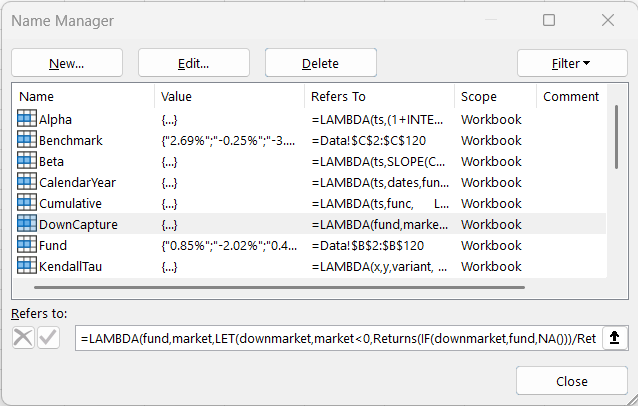 Name Manager
New... Edit... Delete Filter
Name Value Refers To Scope Comment
Alpha {...} =LAMBDA(ts,(1+INTE... Workbook
Benchmark {"2.69%";"-0.25%";"-3.... =Data!$C$2:$C$120 Workbook
Beta {...} =LAMBDA(ts,SLOPE(C... Workbook
CalendarYear {...} =LAMBDA(ts,dates,fun... Workbook
Cumulative {...} =LAMBDA(ts,func, L... Workbook
DownCapture {...} =LAMBDA(fund,marke... Workbook
Fund {"0.85%";"-2.02%";"0.4... =Data!$B$2:$B$120 Workbook
KendallTau {...} =LAMBDA(x,y,variant, ... Workbook
Refers to:
=LAMBDA(fund,market,LET(downmarket,market<0,Returns(IF(downmarket,fund,NA()))/Ret
Close